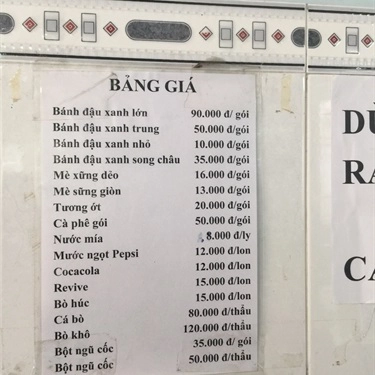 BẢNG GIÁ
Bánh đậu xanh lớn 90.000 đ/ gói
Bánh đậu xanh trung 50.000 đ/gói
Bánh đậu xanh nhỏ 10.000 đ/gói
Bánh đậu xanh song châu 35.000 đ/gói
Mè xững dẻo 16.000 đ/gói
Mè sững giòn 13.000 đ/gói
Tương ớt 20.000 đ/gói
Cà phê gói 50.000 đ/gói
Nước mía 8.000 đ/ly
Mước ngọt Pepsi 12.000 đ/lon
Cocacola 12.000 đ/lon
Revive 15.000 đ/lon
Bò húc 15.000 đ/lon
Cá bò 80.000 đ/thẩu
Bò khô 120.000 đ/thẩu
Bột ngũ cốc 35.000 đ/ gói
Bột ngũ cốc 50.000 đ/thẩu